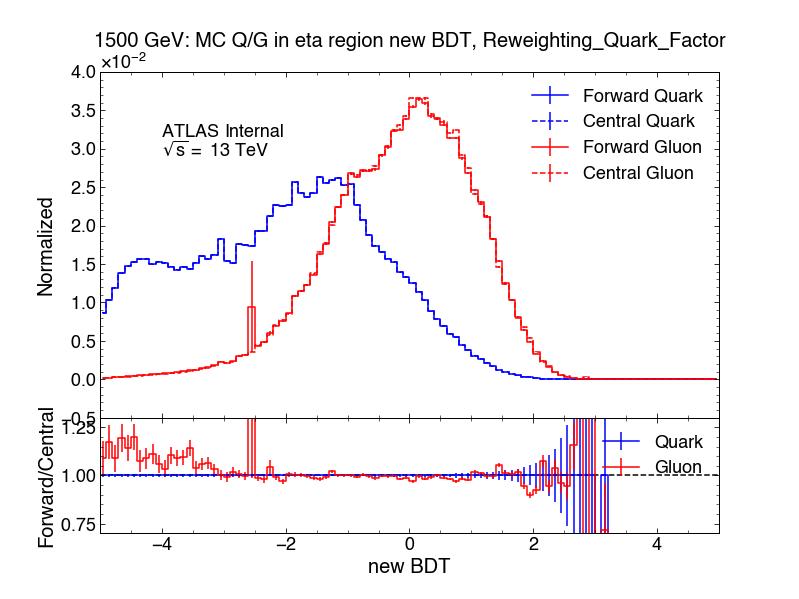 1500 GeV: MC Q/G in eta region new BDT, Reweighting_Quark_Factor
×10⁻²
4.0
3.5
3.0
2.5
2.0
1.5
1.0
0.5
0.0
−0.5
Normalized
ATLAS Internal
√s = 13 TeV
Forward Quark
Central Quark
Forward Gluon
Central Gluon
1.25
1.00
0.75
Forward/Central
Quark
Gluon
−4 −2 0 2 4
new BDT